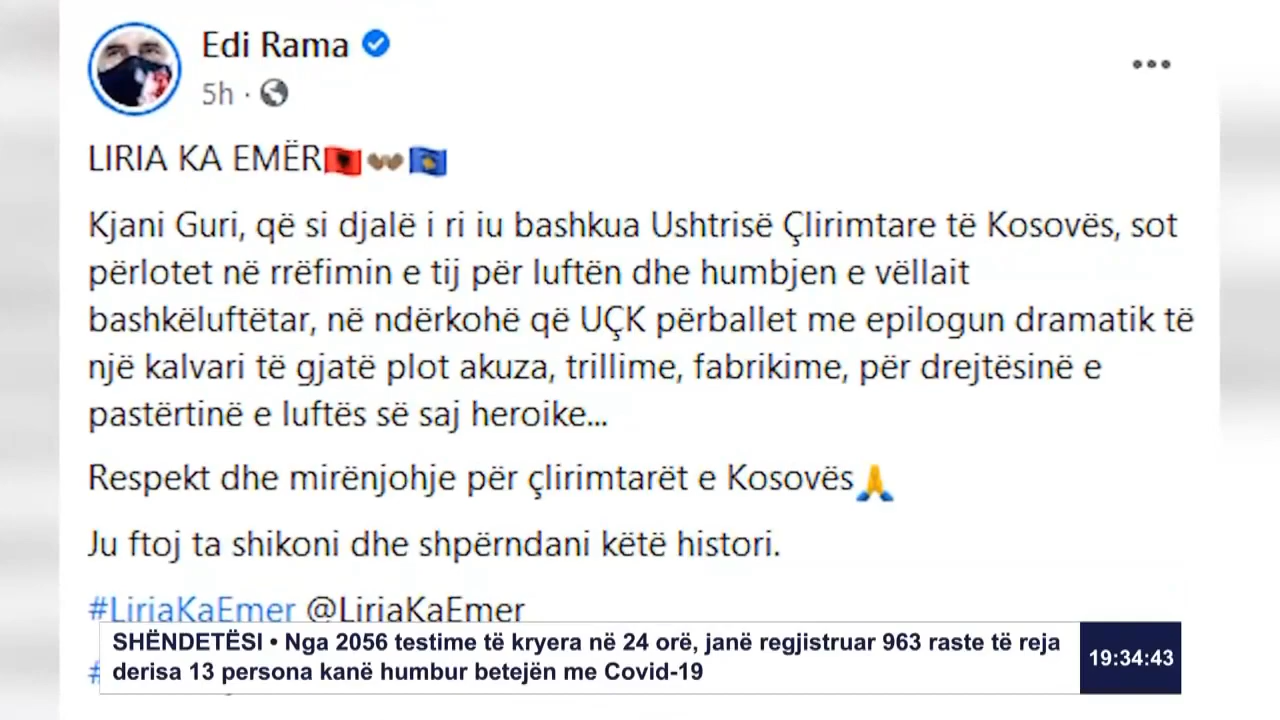 Edi Rama
5h ·
LIRIA KA EMËR🇦🇱🤝🏾🇽🇰
Kjani Guri, që si djalë i ri iu bashkua Ushtrisë Çlirimtare të Kosovës, sot
përlotet në rrëfimin e tij për luftën dhe humbjen e vëllait
bashkëluftëtar, në ndërkohë që UÇK përballet me epilogun dramatik të
një kalvari të gjatë plot akuza, trillime, fabrikime, për drejtësinë e
pastërtinë e luftës së saj heroike...
Respekt dhe mirënjohje për çlirimtarët e Kosovës🙏
Ju ftoj ta shikoni dhe shpërndani këtë histori.
#LiriaKaEmer @LiriaKaEmer
SHËNDETËSI • Nga 2056 testime të kryera në 24 orë, janë regjistruar 963 raste të reja
derisa 13 persona kanë humbur betejën me Covid-19
19:34:43